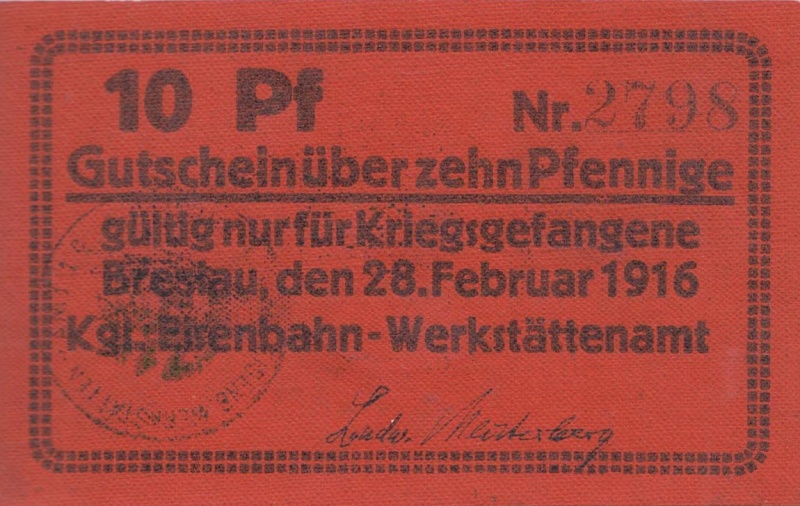 10 Pf Nr. 2798
Gutschein über zehn Pfennige
gültig nur für Kriegsgefangene
Breslau, den 28. Februar 1916
Kgl. Eisenbahn-Werkstättenamt